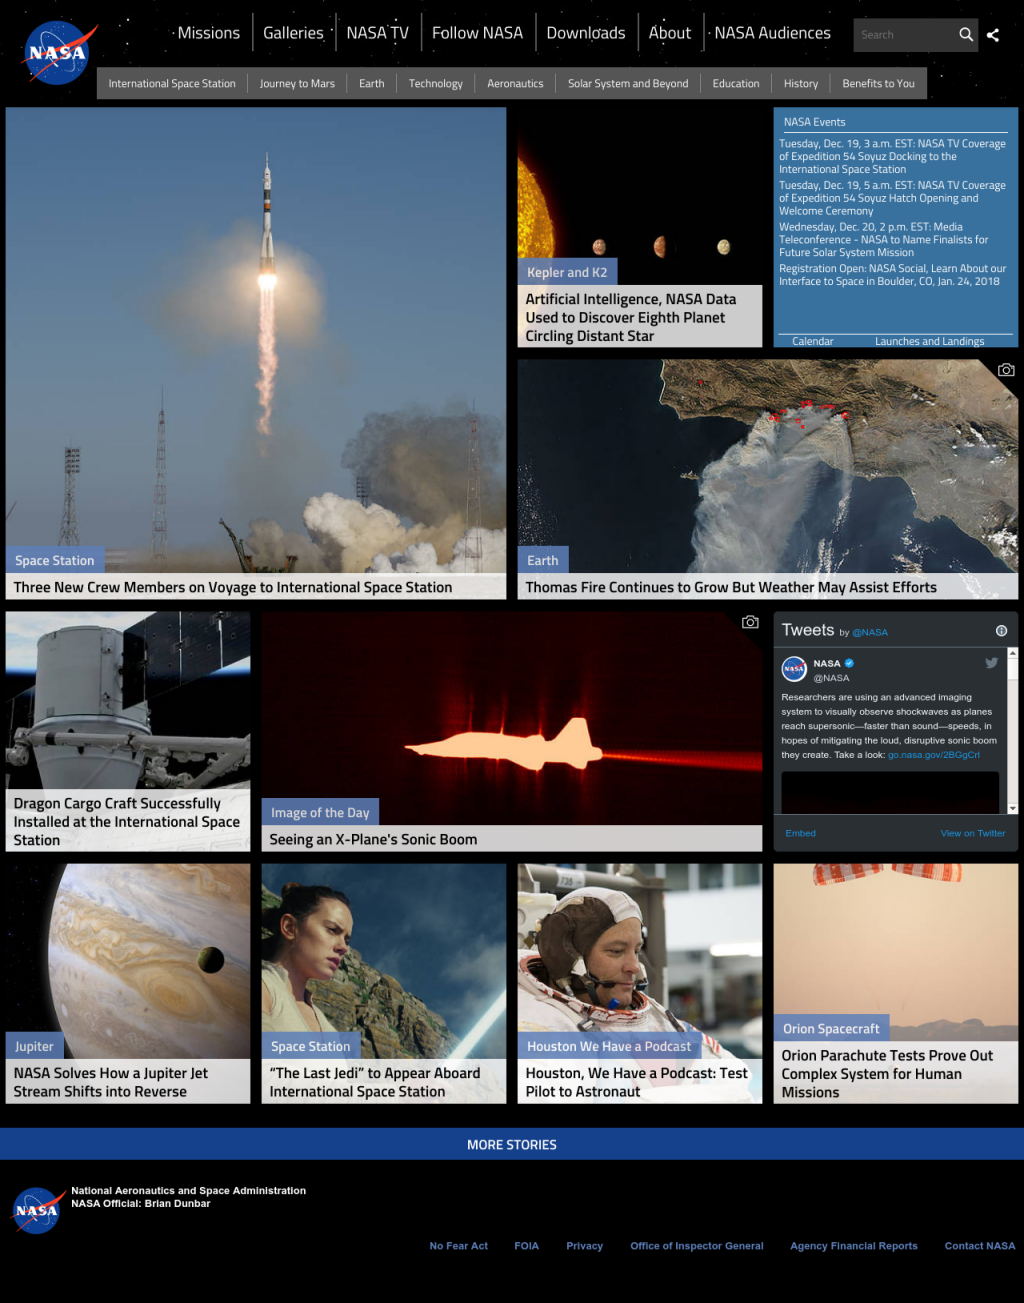 NASA
Missions
Galleries
NASA TV
Follow NASA
Downloads
About
NASA Audiences
Search
International Space Station
Journey to Mars
Earth
Technology
Aeronautics
Solar System and Beyond
Education
History
Benefits to You
Space Station
Three New Crew Members on Voyage to International Space Station
Kepler and K2
Artificial Intelligence, NASA Data
Used to Discover Eighth Planet
Circling Distant Star
NASA Events
Tuesday, Dec. 19, 3 a.m. EST: NASA TV Coverage
of Expedition 54 Soyuz Docking to the
International Space Station
Tuesday, Dec. 19, 5 a.m. EST: NASA TV Coverage
of Expedition 54 Soyuz Hatch Opening and
Welcome Ceremony
Wednesday, Dec. 20, 2 p.m. EST: Media
Teleconference - NASA to Name Finalists for
Future Solar System Mission
Registration Open: NASA Social, Learn About our
Interface to Space in Boulder, CO, Jan. 24, 2018
Calendar
Launches and Landings
Earth
Thomas Fire Continues to Grow But Weather May Assist Efforts
Dragon Cargo Craft Successfully
Installed at the International Space
Station
Image of the Day
Seeing an X-Plane's Sonic Boom
Tweets by @NASA
NASA
NASA
@NASA
Researchers are using an advanced imaging
system to visually observe shockwaves as planes
reach supersonic—faster than sound—speeds, in
hopes of mitigating the loud, disruptive sonic boom
they create. Take a look: go.nasa.gov/2BGgCrl
Embed
View on Twitter
Jupiter
NASA Solves How a Jupiter Jet
Stream Shifts into Reverse
Space Station
“The Last Jedi” to Appear Aboard
International Space Station
735
Houston We Have a Podcast
Houston, We Have a Podcast: Test
Pilot to Astronaut
Orion Spacecraft
Orion Parachute Tests Prove Out
Complex System for Human
Missions
MORE STORIES
NASA
National Aeronautics and Space Administration
NASA Official: Brian Dunbar
No Fear Act
FOIA
Privacy
Office of Inspector General
Agency Financial Reports
Contact NASA